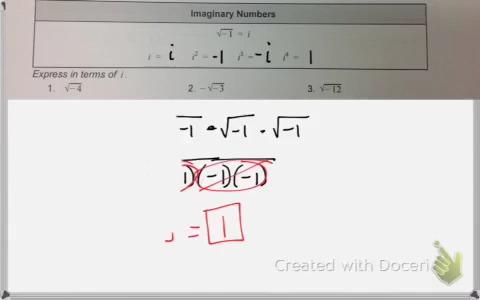 Imaginary Numbers
√-1 = i
i = i i² = -1 i³ = -i i⁴ = 1
Express in terms of i.
1. √-4 2. -√-3 3. √-12
-1 • √-1 • √-1
1)(-1)(-1)
= 1
Created with Doceri